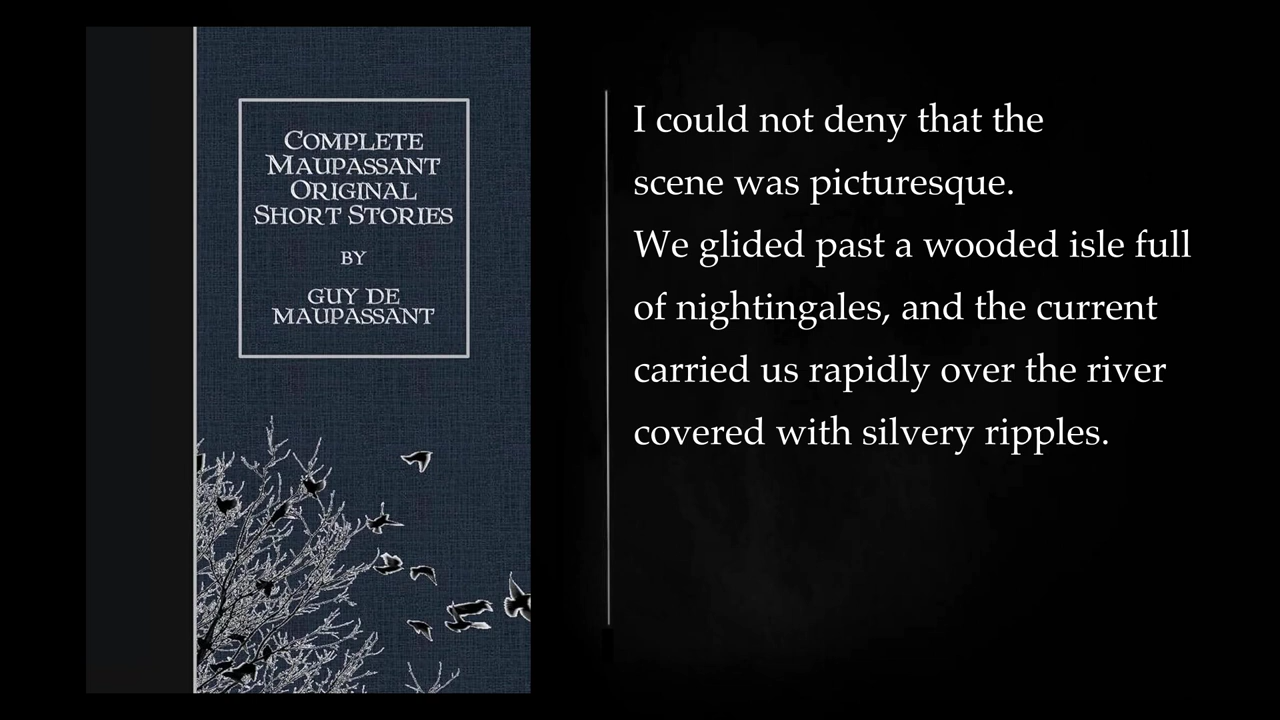 COMPLETE
MAUPASSANT
ORIGINAL
SHORT STORIES
BY
GUY DE
MAUPASSANT
I could not deny that the
scene was picturesque.
We glided past a wooded isle full
of nightingales, and the current
carried us rapidly over the river
covered with silvery ripples.